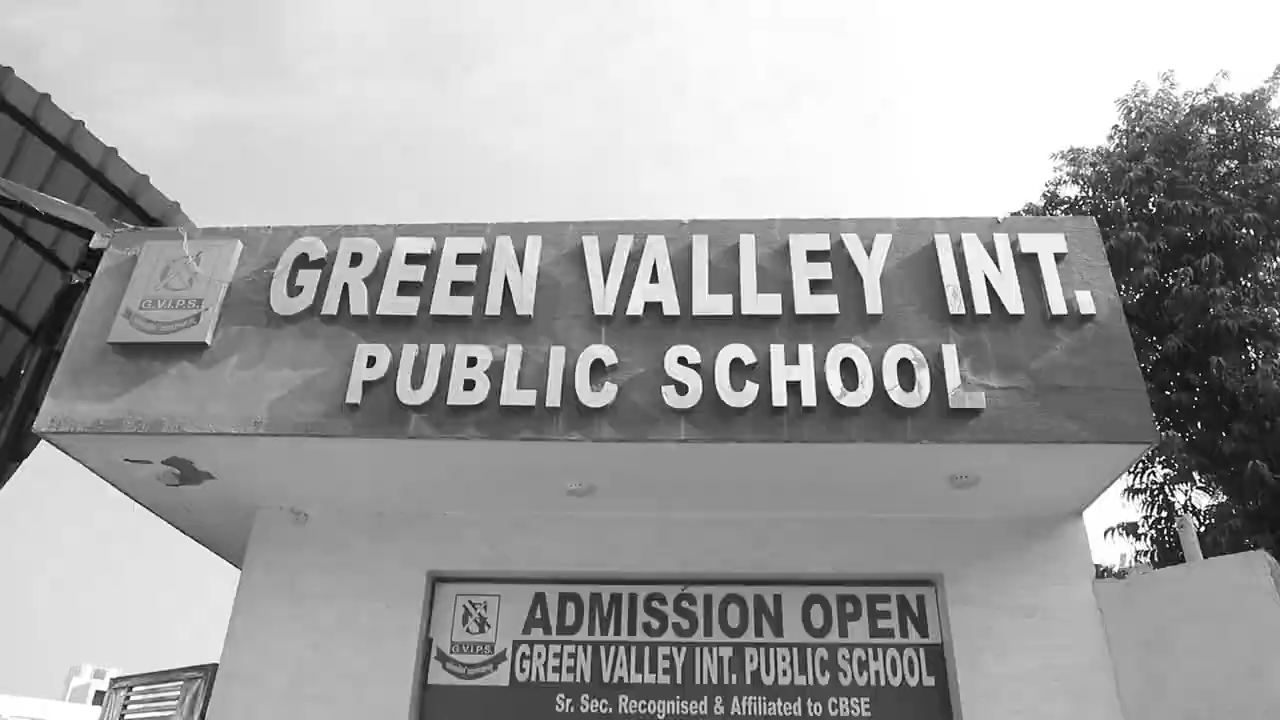 GREEN VALLEY INT.
PUBLIC SCHOOL
G.V.I.P.S.
ADMISSION OPEN
G.V.I.P.S.
GREEN VALLEY INT. PUBLIC SCHOOL
Sr. Sec. Recognised & Affiliated to CBSE